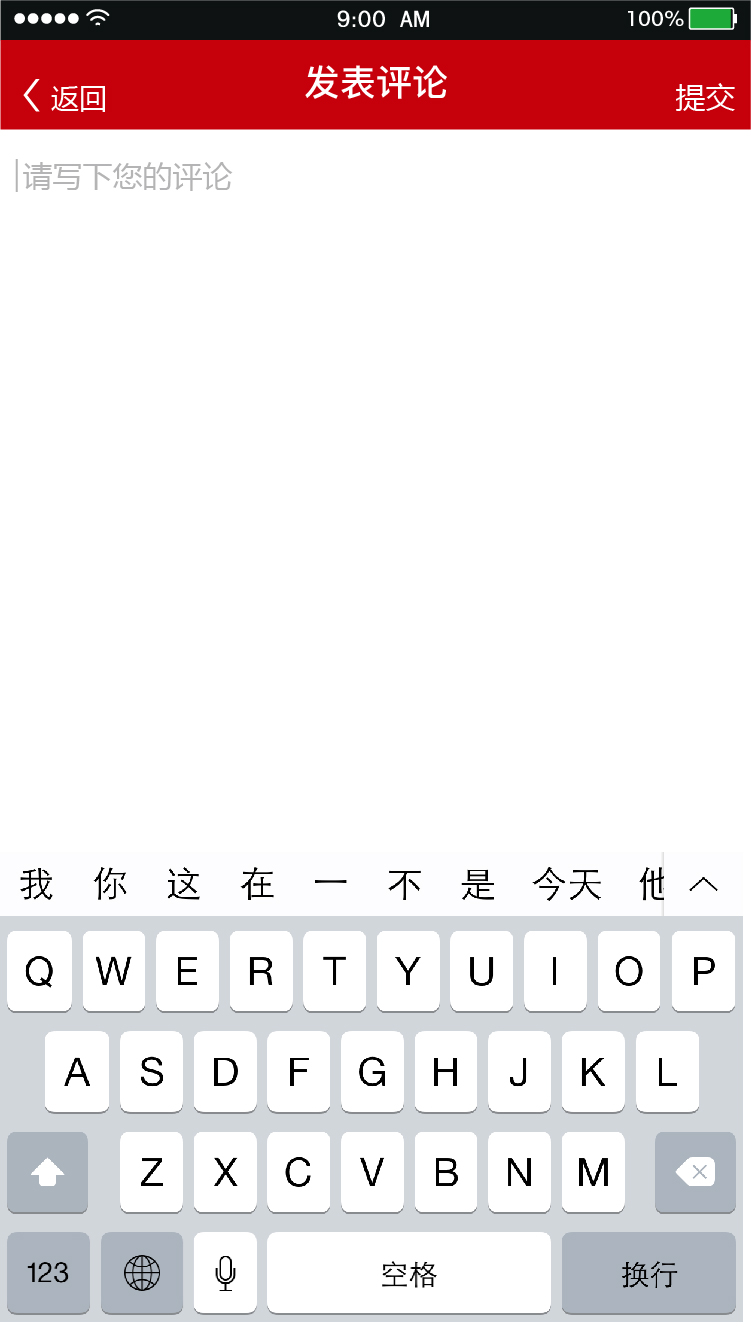 9:00 AM 100%
返回 发表评论 提交
请写下您的评论
我 你 这 在 一 不 是 今天 他
Q W E R T Y U I O P
A S D F G H J K L
Z X C V B N M
123 空格 换行